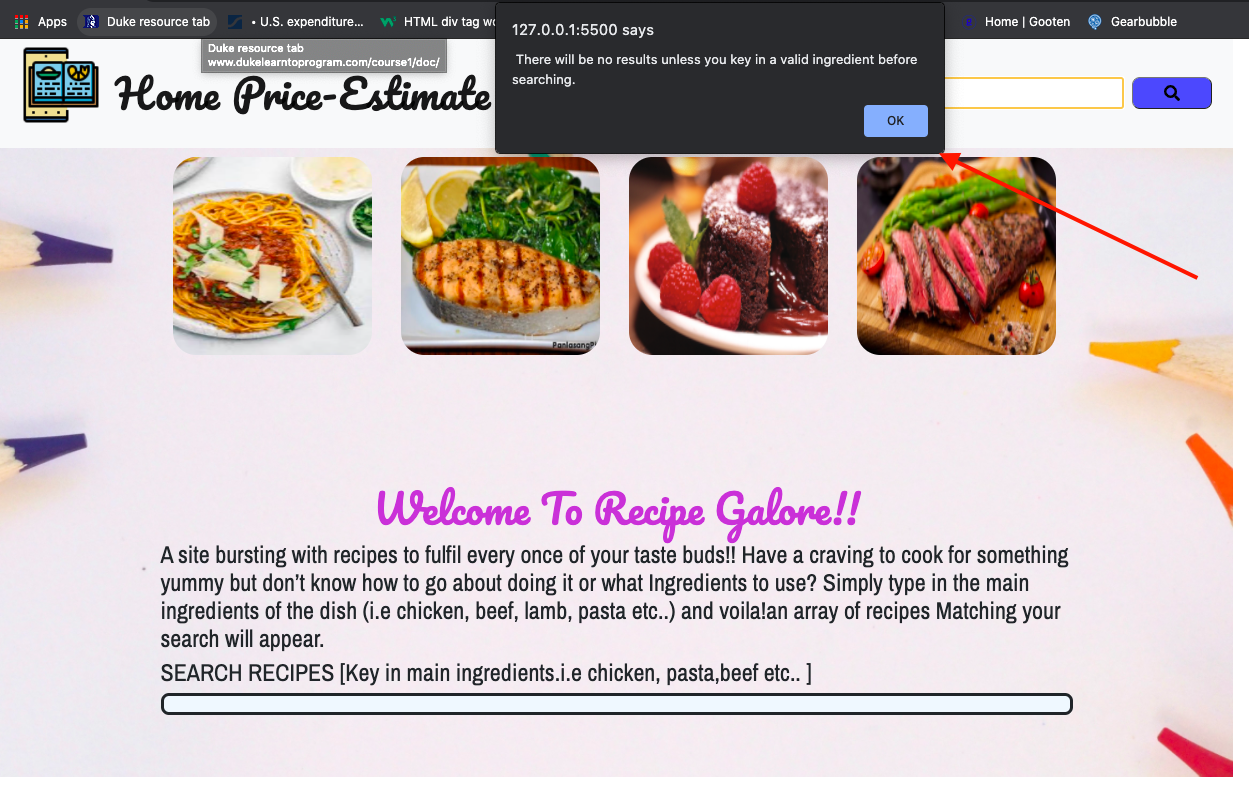 Apps Duke resource tab • U.S. expenditure... HTML div tag Home | Gooten Gearbubble
Duke resource tab
www.dukelearntoprogram.com/course1/doc/
127.0.0.1:5500 says
There will be no results unless you key in a valid ingredient before
searching.
OK
Home Price-Estimate
Welcome To Recipe Galore!!
A site bursting with recipes to fulfil every once of your taste buds!! Have a craving to cook for something
yummy but don't know how to go about doing it or what Ingredients to use? Simply type in the main
ingredients of the dish (i.e chicken, beef, lamb, pasta etc..) and voila!an array of recipes Matching your
search will appear.
SEARCH RECIPES [Key in main ingredients.i.e chicken, pasta,beef etc.. ]